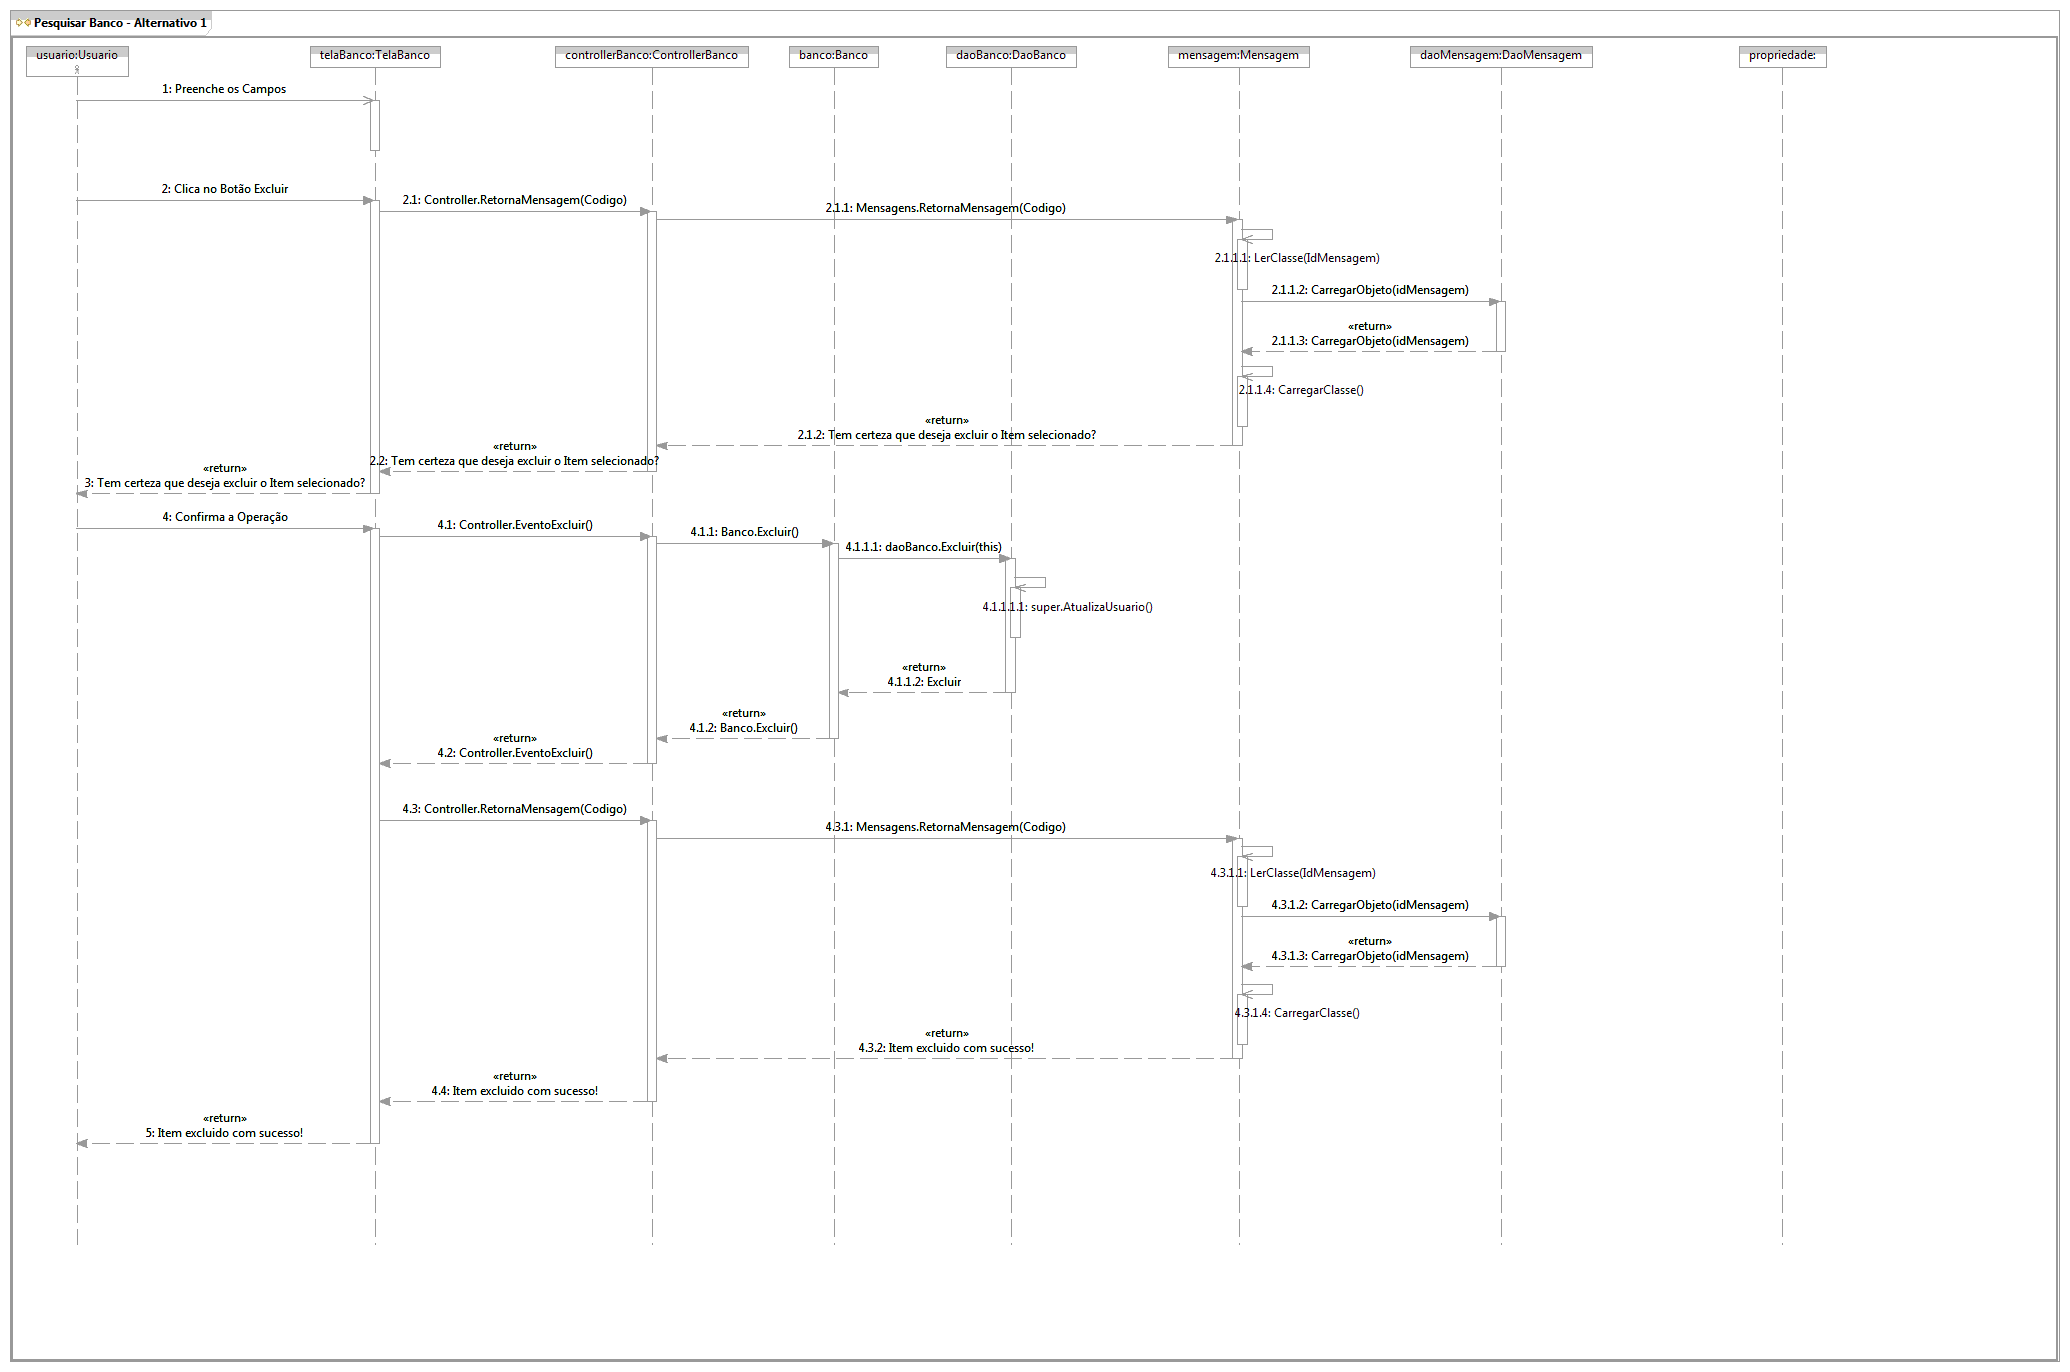 Pesquisar Banco - Alternativo 1
usuario:Usuario
telaBanco:TelaBanco
controllerBanco:ControllerBanco
banco:Banco
daoBanco:DaoBanco
mensagem:Mensagem
daoMensagem:DaoMensagem
propriedade:
1: Preenche os Campos
2: Clica no Botão Excluir
2.1: Controller.RetornaMensagem(Codigo)
2.1.1: Mensagens.RetornaMensagem(Codigo)
2.1.1.1: LerClasse(IdMensagem)
2.1.1.2: CarregarObjeto(idMensagem)
«return»
2.1.1.3: CarregarObjeto(idMensagem)
2.1.1.4: CarregarClasse()
«return»
2.1.2: Tem certeza que deseja excluir o Item selecionado?
«return»
2.2: Tem certeza que deseja excluir o Item selecionado?
«return»
3: Tem certeza que deseja excluir o Item selecionado?
4: Confirma a Operação
4.1: Controller.EventoExcluir()
4.1.1: Banco.Excluir()
4.1.1.1: daoBanco.Excluir(this)
4.1.1.1.1: super.AtualizaUsuario()
«return»
4.1.1.2: Excluir
«return»
4.1.2: Banco.Excluir()
«return»
4.2: Controller.EventoExcluir()
4.3: Controller.RetornaMensagem(Codigo)
4.3.1: Mensagens.RetornaMensagem(Codigo)
4.3.1.1: LerClasse(IdMensagem)
4.3.1.2: CarregarObjeto(idMensagem)
«return»
4.3.1.3: CarregarObjeto(idMensagem)
4.3.1.4: CarregarClasse()
«return»
4.3.2: Item excluido com sucesso!
«return»
4.4: Item excluido com sucesso!
«return»
5: Item excluido com sucesso!